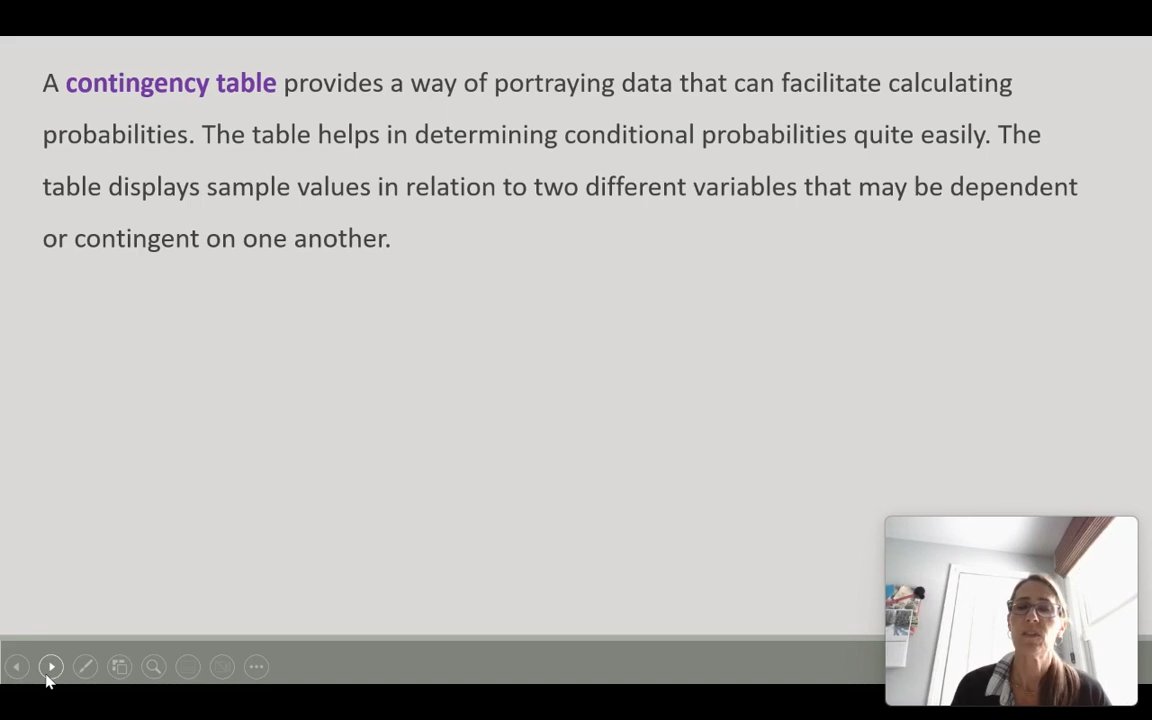 A contingency table provides a way of portraying data that can facilitate calculating
probabilities. The table helps in determining conditional probabilities quite easily. The
table displays sample values in relation to two different variables that may be dependent
or contingent on one another.